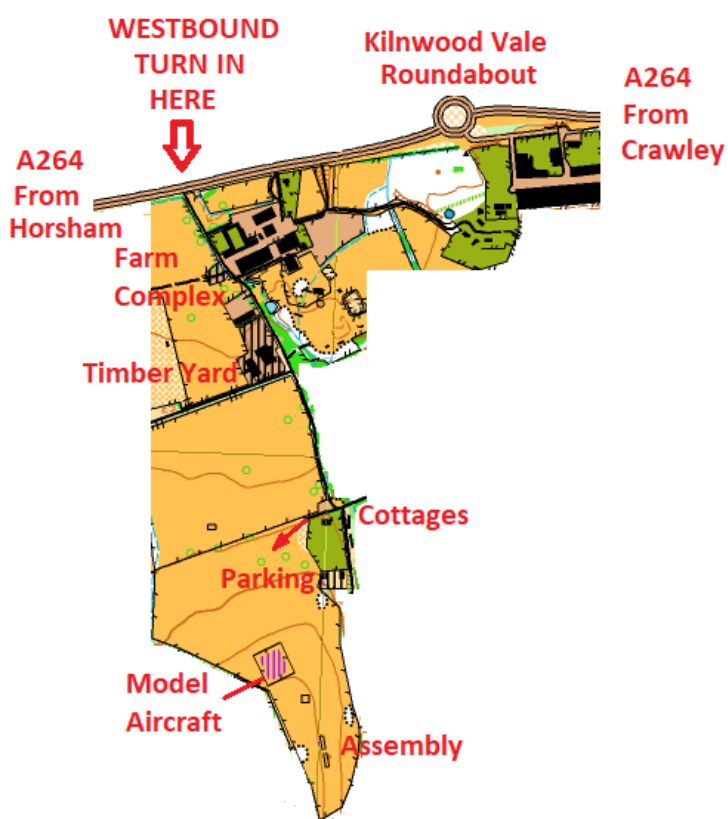 WESTBOUND
TURN IN
HERE
Kilnwood Vale
Roundabout
A264
From
Crawley
A264
From
Horsham
Farm
Complex
Timber Yard
Cottages
Parking
Model
Aircraft
Assembly